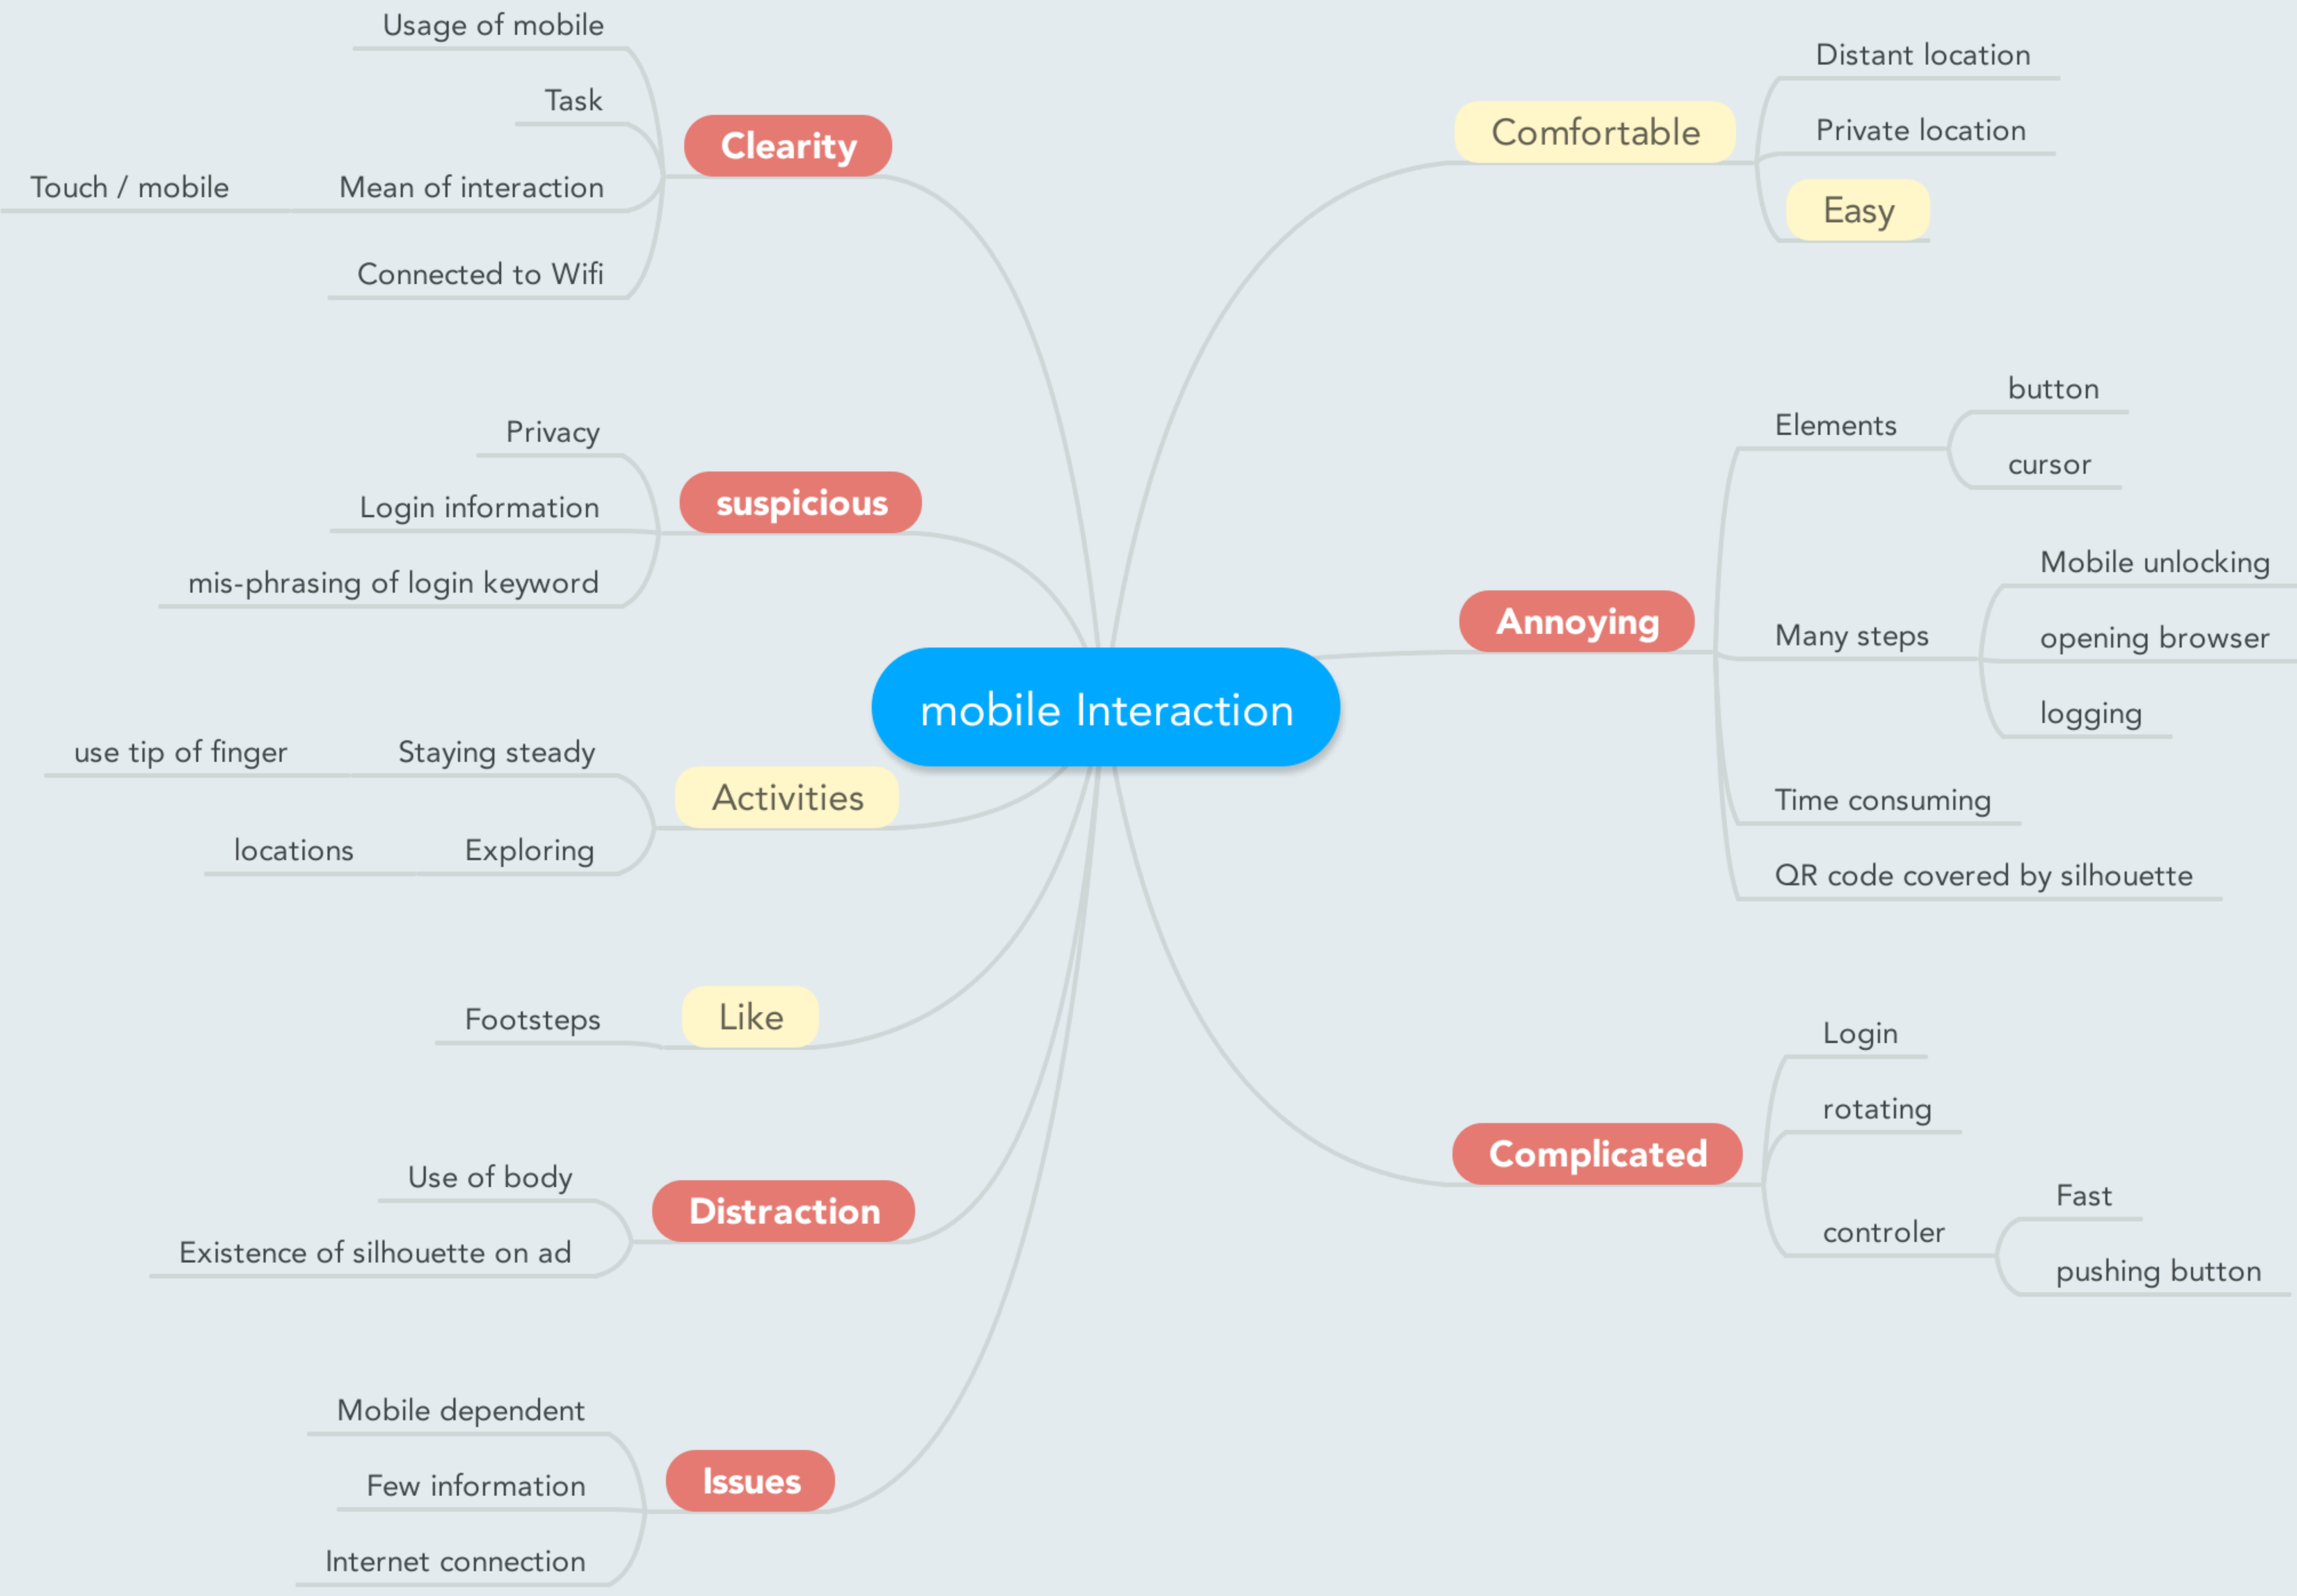 mobile Interaction
Clearity
Usage of mobile
Task
Mean of interaction
Touch / mobile
Connected to Wifi
suspicious
Privacy
Login information
mis-phrasing of login keyword
Activities
Staying steady
use tip of finger
Exploring
locations
Like
Footsteps
Distraction
Use of body
Existence of silhouette on ad
Issues
Mobile dependent
Few information
Internet connection
Comfortable
Distant location
Private location
Easy
Annoying
Elements
button
cursor
Many steps
Mobile unlocking
opening browser
logging
Time consuming
QR code covered by silhouette
Complicated
Login
rotating
controler
Fast
pushing button